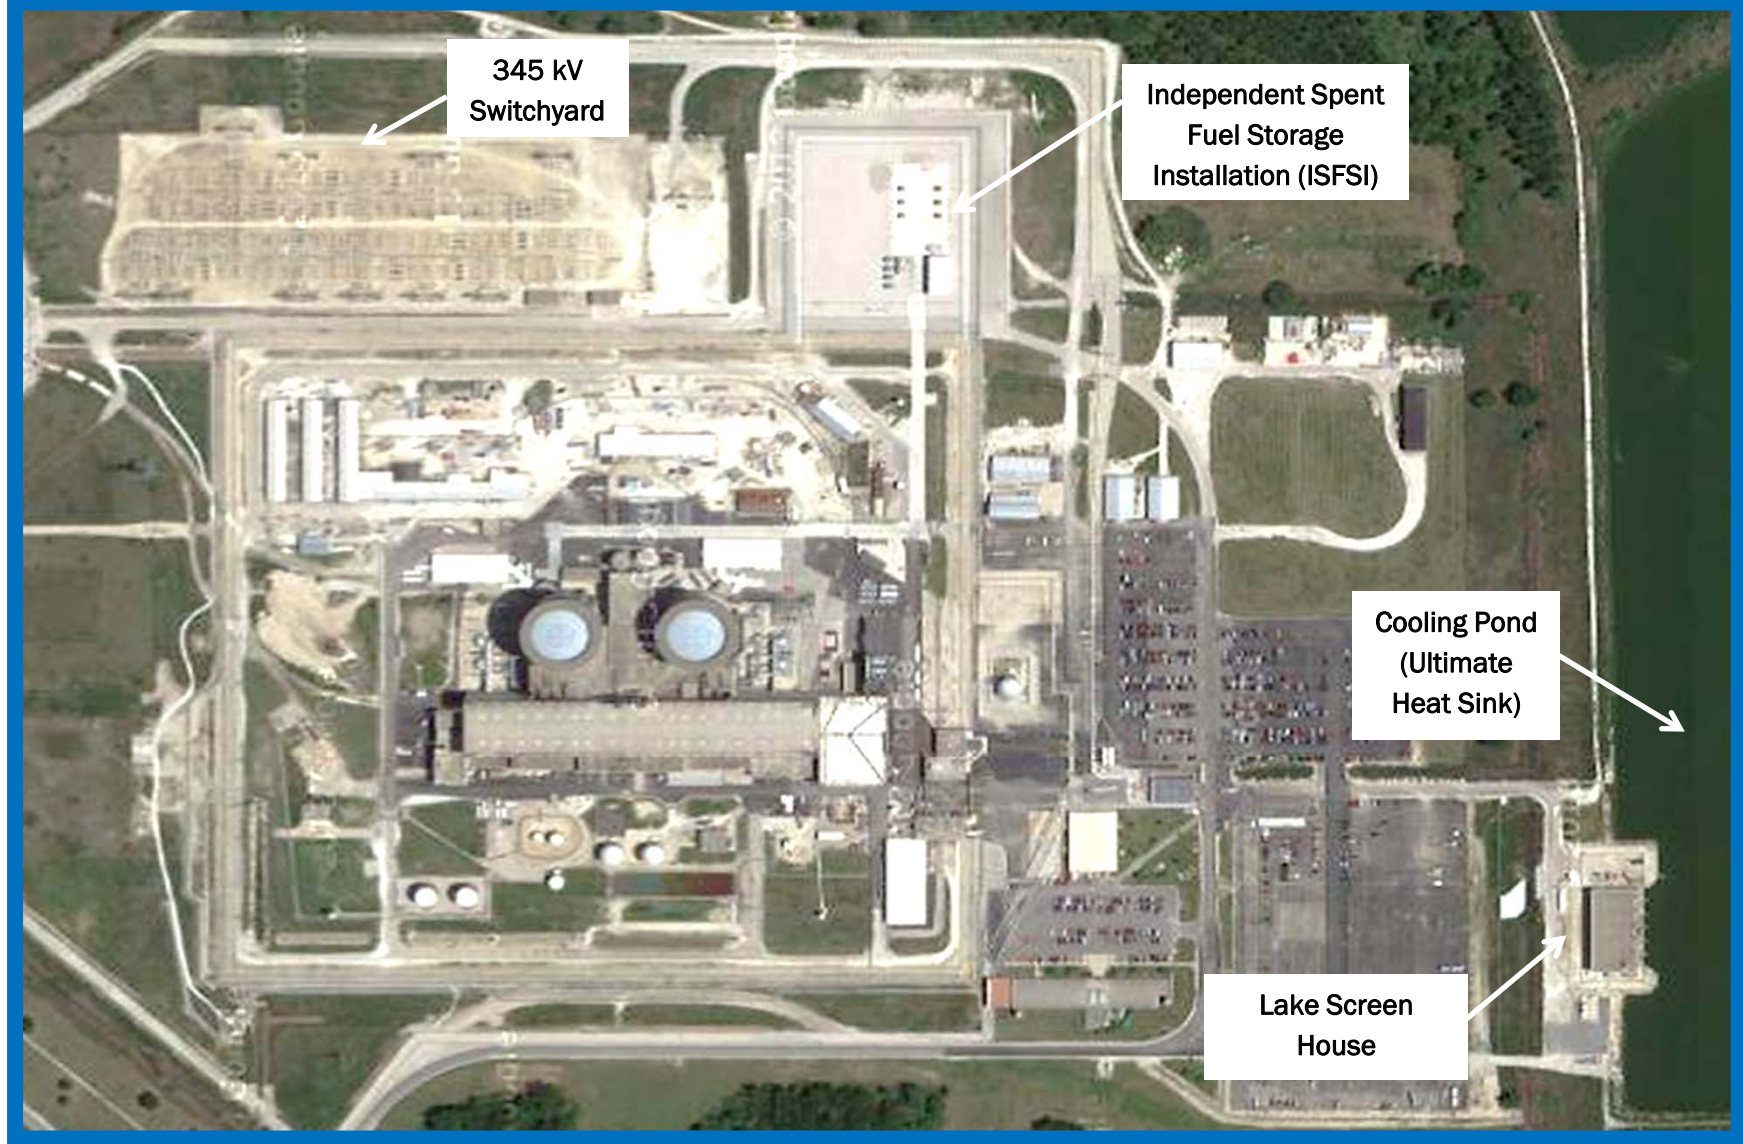 345 kV
Switchyard
Independent Spent
Fuel Storage
Installation (ISFSI)
Cooling Pond
(Ultimate
Heat Sink)
Lake Screen
House